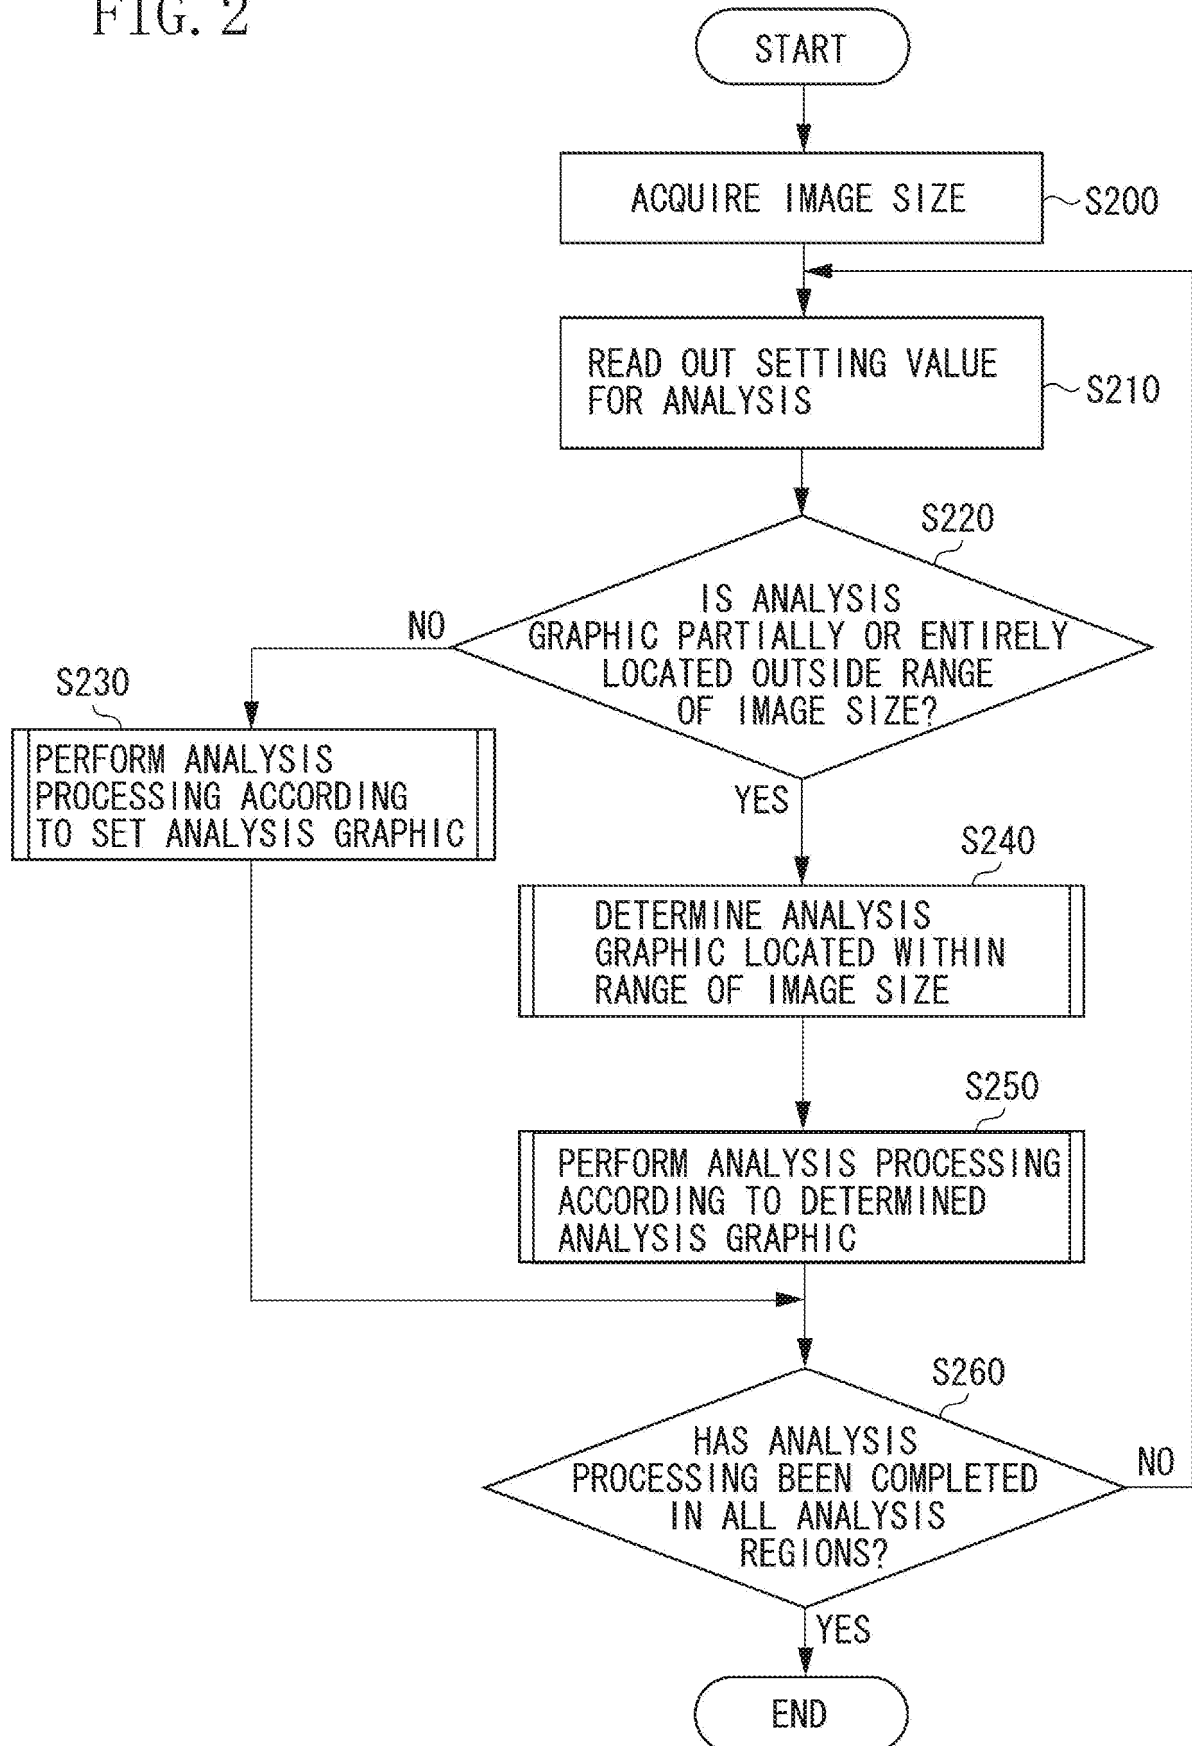 FIG. 2
START
ACQUIRE IMAGE SIZE
S200
READ OUT SETTING VALUE
FOR ANALYSIS
S210
S220
IS ANALYSIS
GRAPHIC PARTIALLY OR ENTIRELY
LOCATED OUTSIDE RANGE
OF IMAGE SIZE?
NO
S230
PERFORM ANALYSIS
PROCESSING ACCORDING
TO SET ANALYSIS GRAPHIC
YES
S240
DETERMINE ANALYSIS
GRAPHIC LOCATED WITHIN
RANGE OF IMAGE SIZE
S250
PERFORM ANALYSIS PROCESSING
ACCORDING TO DETERMINED
ANALYSIS GRAPHIC
S260
HAS ANALYSIS
PROCESSING BEEN COMPLETED
IN ALL ANALYSIS
REGIONS?
NO
YES
END